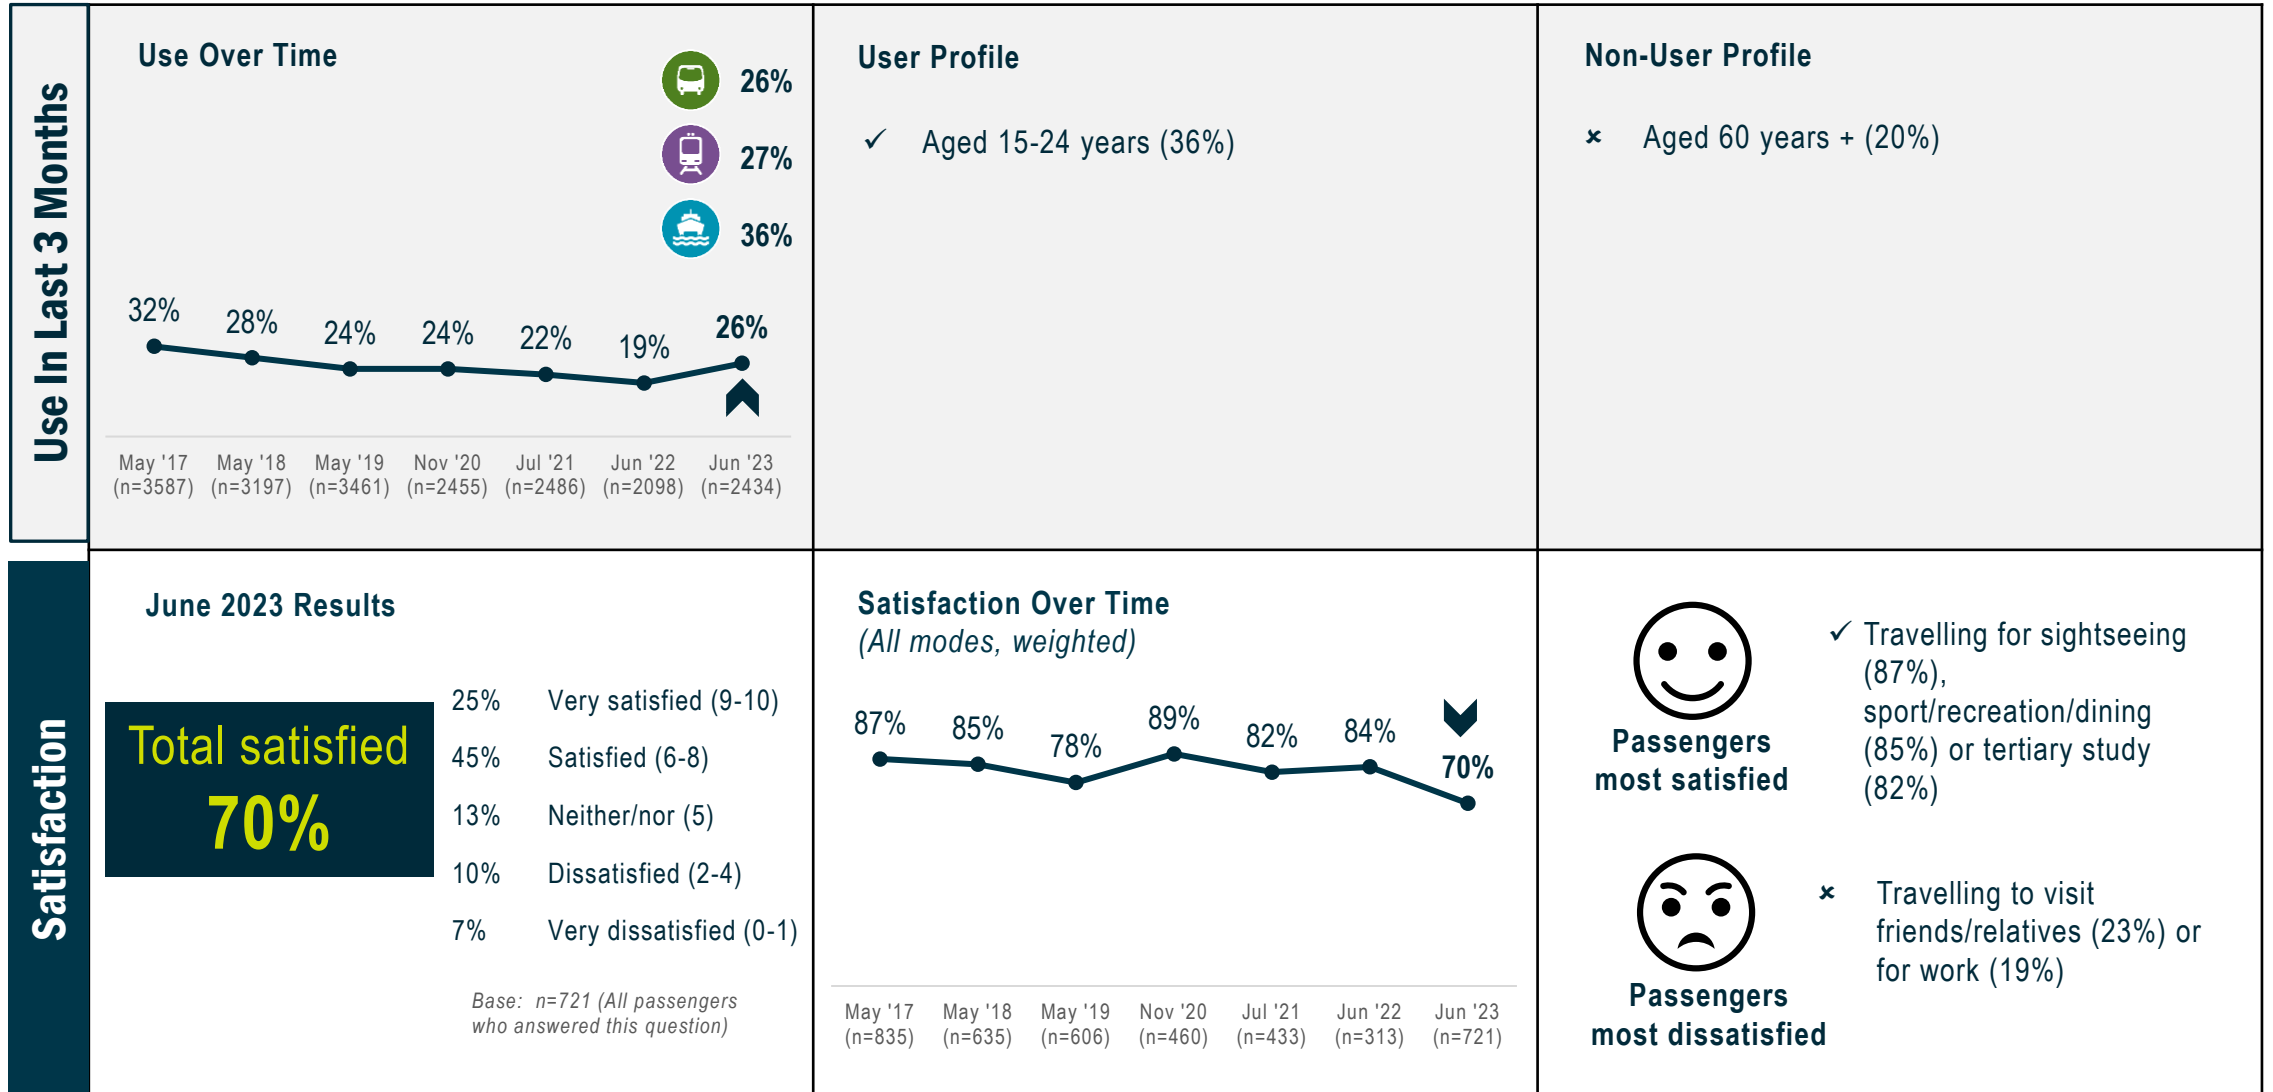 Use In Last 3 Months
Use Over Time
26%
27%
36%
32%
28%
24%
24%
22%
19%
26%
May '17 May '18 May '19 Nov '20 Jul '21 Jun '22 Jun '23
(n=3587) (n=3197) (n=3461) (n=2455) (n=2486) (n=2098) (n=2434)
User Profile
✓ Aged 15-24 years (36%)
Non-User Profile
× Aged 60 years + (20%)
Satisfaction
June 2023 Results
Total satisfied
70%
25% Very satisfied (9-10)
45% Satisfied (6-8)
13% Neither/nor (5)
10% Dissatisfied (2-4)
7% Very dissatisfied (0-1)
Base: n=721 (All passengers
who answered this question)
Satisfaction Over Time
(All modes, weighted)
87%
85%
78%
89%
82%
84%
70%
May '17 May '18 May '19 Nov '20 Jul '21 Jun '22 Jun '23
(n=835) (n=635) (n=606) (n=460) (n=433) (n=313) (n=721)
Passengers
most satisfied
✓ Travelling for sightseeing
(87%),
sport/recreation/dining
(85%) or tertiary study
(82%)
Passengers
most dissatisfied
× Travelling to visit
friends/relatives (23%) or
for work (19%)